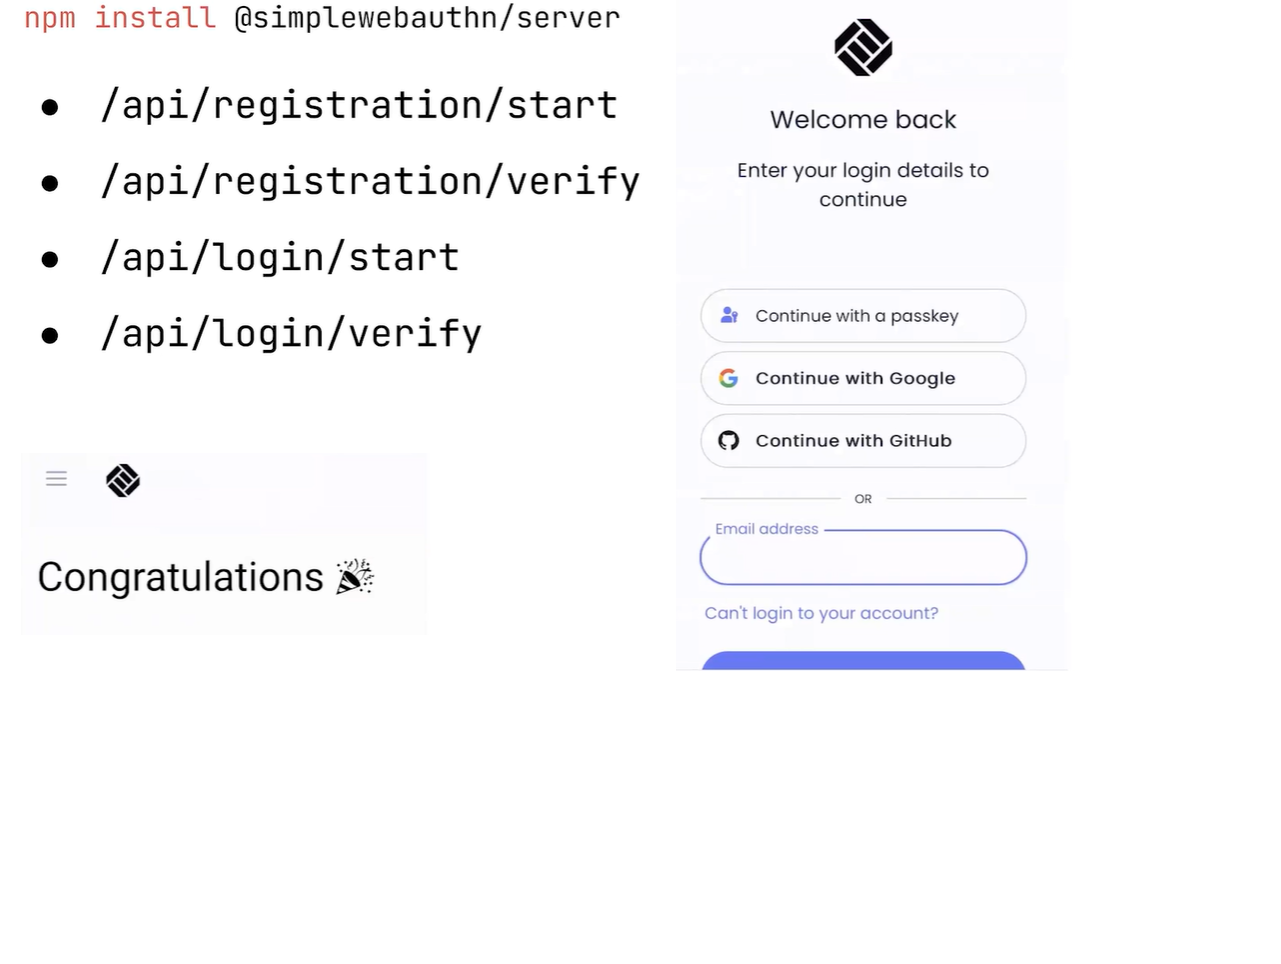 npm install @simplewebauthn/server
● /api/registration/start
● /api/registration/verify
● /api/login/start
● /api/login/verify
Congratulations 🎉
Welcome back
Enter your login details to
continue
Continue with a passkey
Continue with Google
Continue with GitHub
OR
Email address
Can't login to your account?